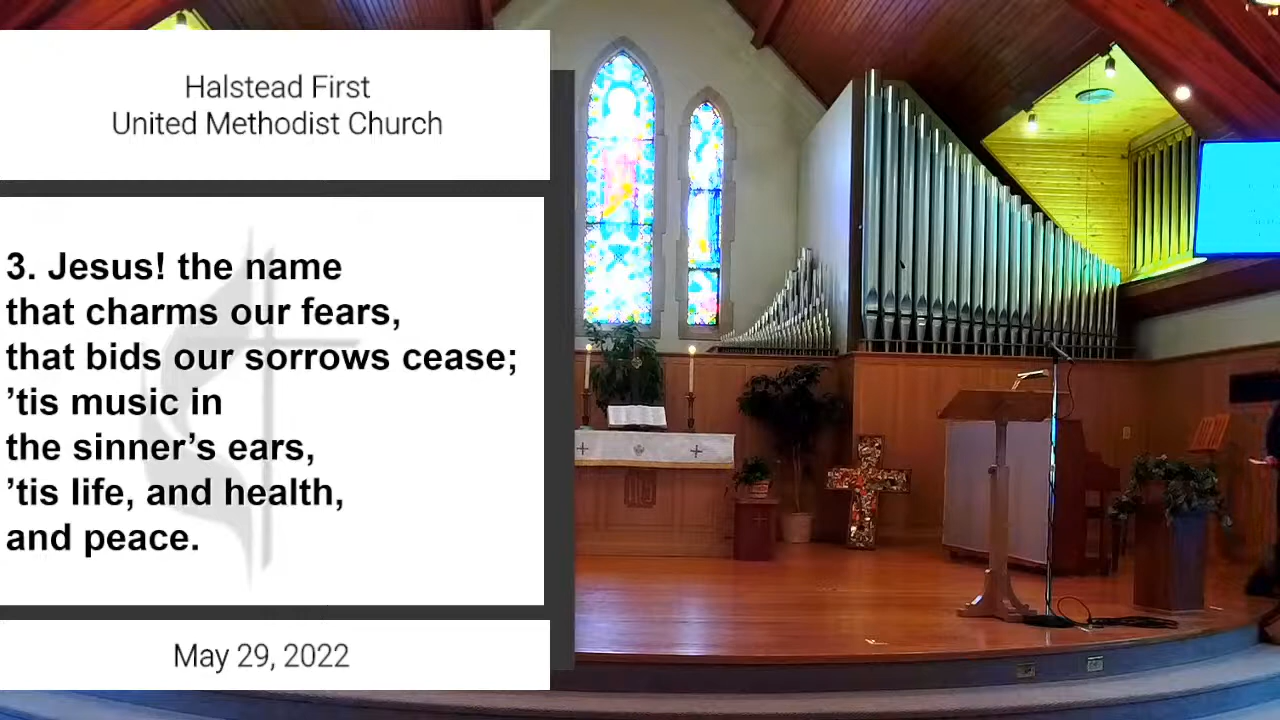 Halstead First
United Methodist Church
3. Jesus! the name
that charms our fears,
that bids our sorrows cease;
’tis music in
the sinner’s ears,
’tis life, and health,
and peace.
May 29, 2022